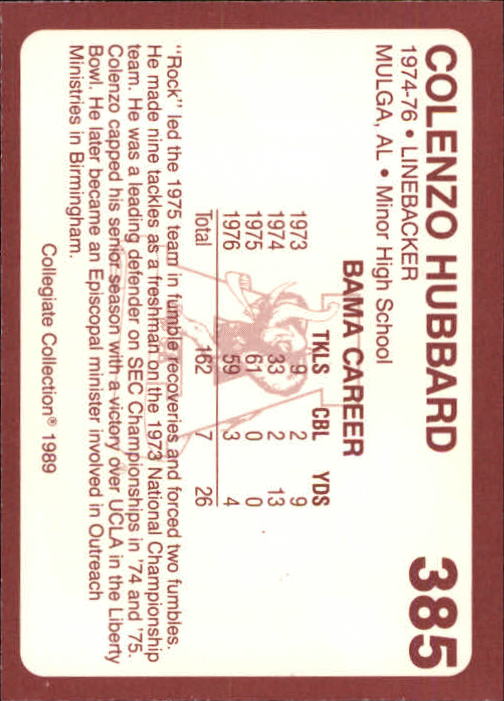 COLENZO HUBBARD 385
1974-76 • LINEBACKER
MULGA, AL • Minor High School
BAMA CAREER
TKLS CBL YDS
1973 9 2 9
1974 33 2 13
1975 61 0 0
1976 59 3 4
Total 162 7 26
"Rock" led the 1975 team in fumble recoveries and forced two fumbles.
He made nine tackles as a freshman on the 1973 National Championship
team. He was a leading defender on SEC Championships in '74 and '75.
Colenzo capped his senior season with a victory over UCLA in the Liberty
Bowl. He later became an Episcopal minister involved in Outreach
Ministries in Birmingham.
Collegiate Collection® 1989